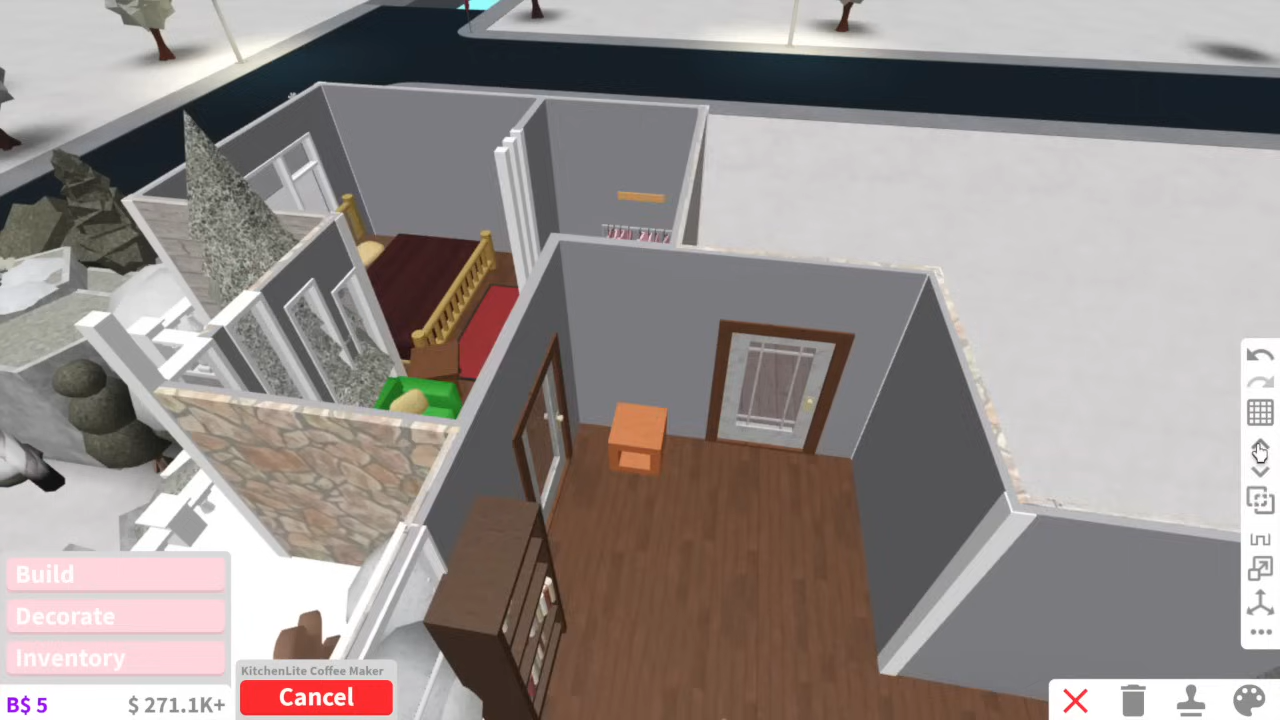 Build
Decorate
Inventory
B$ 5
$ 271.1K+
KitchenLite Coffee Maker
Cancel